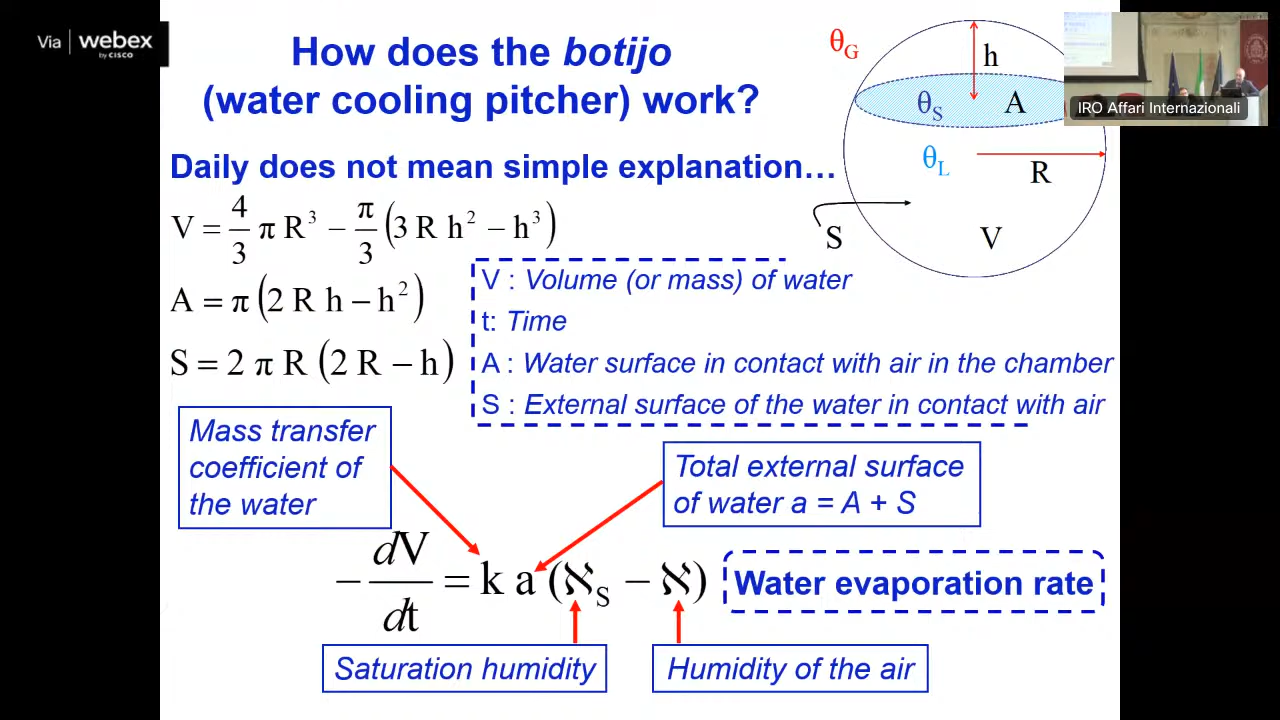 Via webex
by CISCO
How does the botijo
(water cooling pitcher) work?
θG
h
θS
A
IRO Affari Internazionali
θL
R
S
V
Daily does not mean simple explanation…
V = 4/3 π R³ − π/3 (3 R h² − h³)
A = π (2 R h − h²)
S = 2 π R (2 R − h)
V : Volume (or mass) of water
t: Time
A : Water surface in contact with air in the chamber
S : External surface of the water in contact with air
Mass transfer
coefficient of
the water
Total external surface
of water a = A + S
− dV/dt = k a (ℵS − ℵ)
Water evaporation rate
Saturation humidity
Humidity of the air